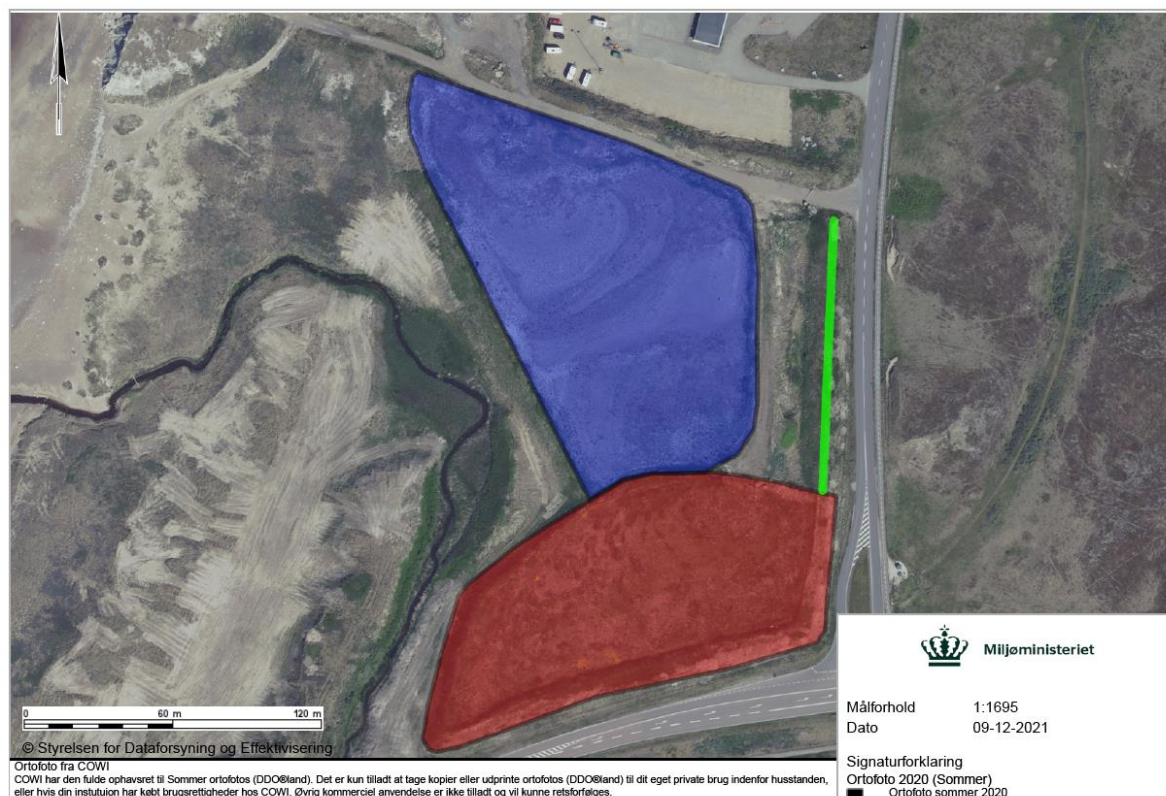 0
60 m
120 m
© Styrelsen for Dataforsyning og Effektivisering
Ortofoto fra COWI
COWI har den fulde ophavsret til Sommer ortofotos (DDO®land). Det er kun tilladt at tage kopier eller udprinte ortofotos (DDO®land) til dit eget private brug indenfor husstanden,
eller hvis din instutuion har købt brugsrettigheder hos COWI. Øvrig kommerciel anvendelse er ikke tilladt og vil kunne retsforfølges.
Miljøministeriet
Målforhold 1:1695
Dato 09-12-2021
Signaturforklaring
Ortofoto 2020 (Sommer)
Ortofoto sommer 2020